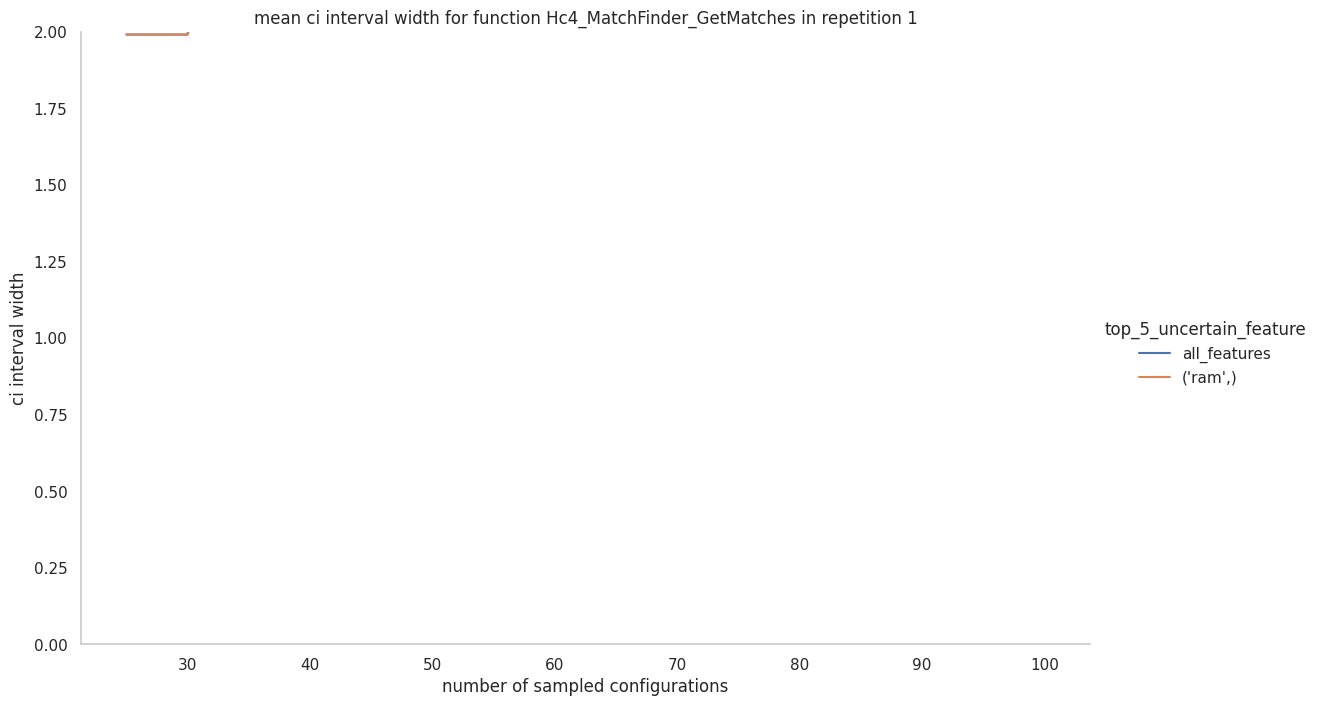 mean ci interval width for function Hc4_MatchFinder_GetMatches in repetition 1
2.00
1.75
1.50
1.25
1.00
0.75
0.50
0.25
0.00
ci interval width
30 40 50 60 70 80 90 100
number of sampled configurations
top_5_uncertain_feature
all_features
('ram',)